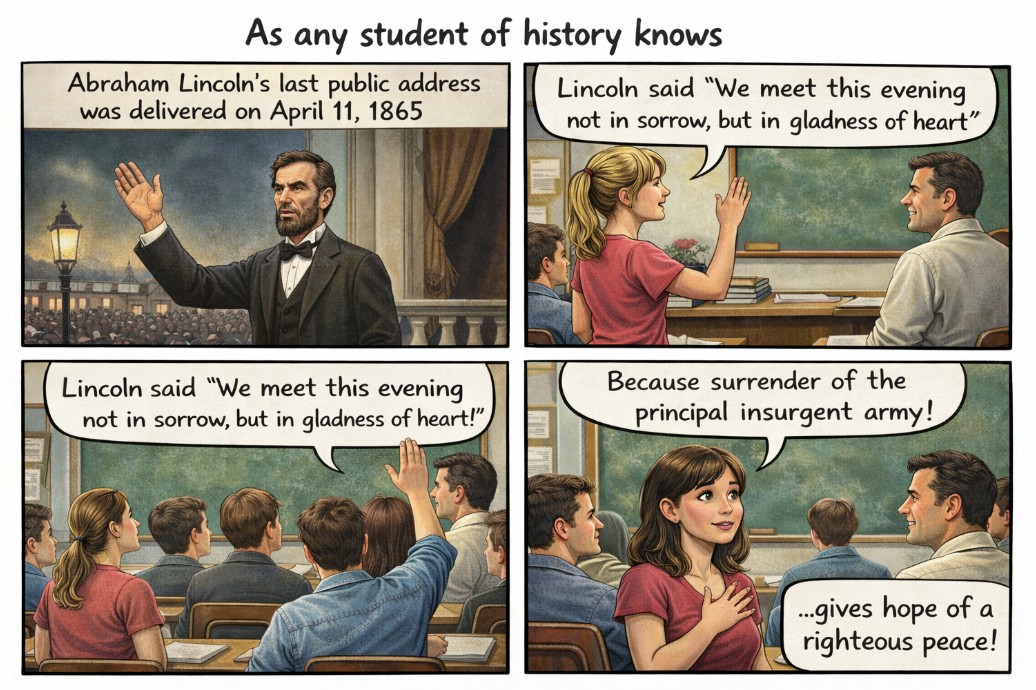 As any student of history knows
Abraham Lincoln's last public address
was delivered on April 11, 1865
Lincoln said “We meet this evening
not in sorrow, but in gladness of heart”
Lincoln said “We meet this evening
not in sorrow, but in gladness of heart!”
Because surrender of the
principal insurgent army!
...gives hope of a
righteous peace!